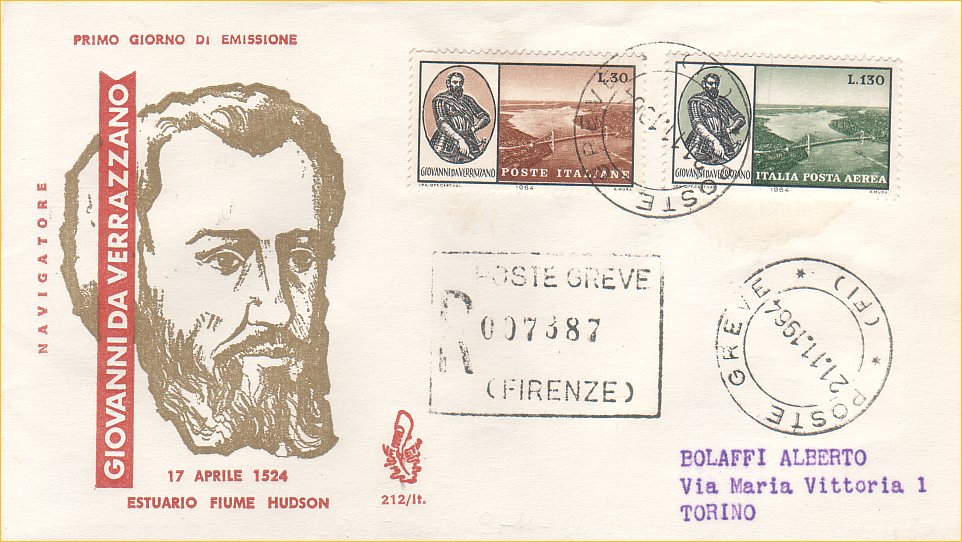 PRIMO GIORNO DI EMISSIONE
NAVIGATORE
GIOVANNI DA VERRAZZANO
17 APRILE 1524
ESTUARIO FIUME HUDSON
212/It.
L.30
GIOVANNI DA VERRAZZANO
POSTE ITALIANE
1964
R. MURA
L.130
GIOVANNI DA VERRAZZANO
ITALIA POSTA AEREA
1964
R. MURA
POSTE GREVE
R
007387
(FIRENZE)
POSTE GREVE * (FI) *
21.11.1964
BOLAFFI ALBERTO
Via Maria Vittoria 1
TORINO